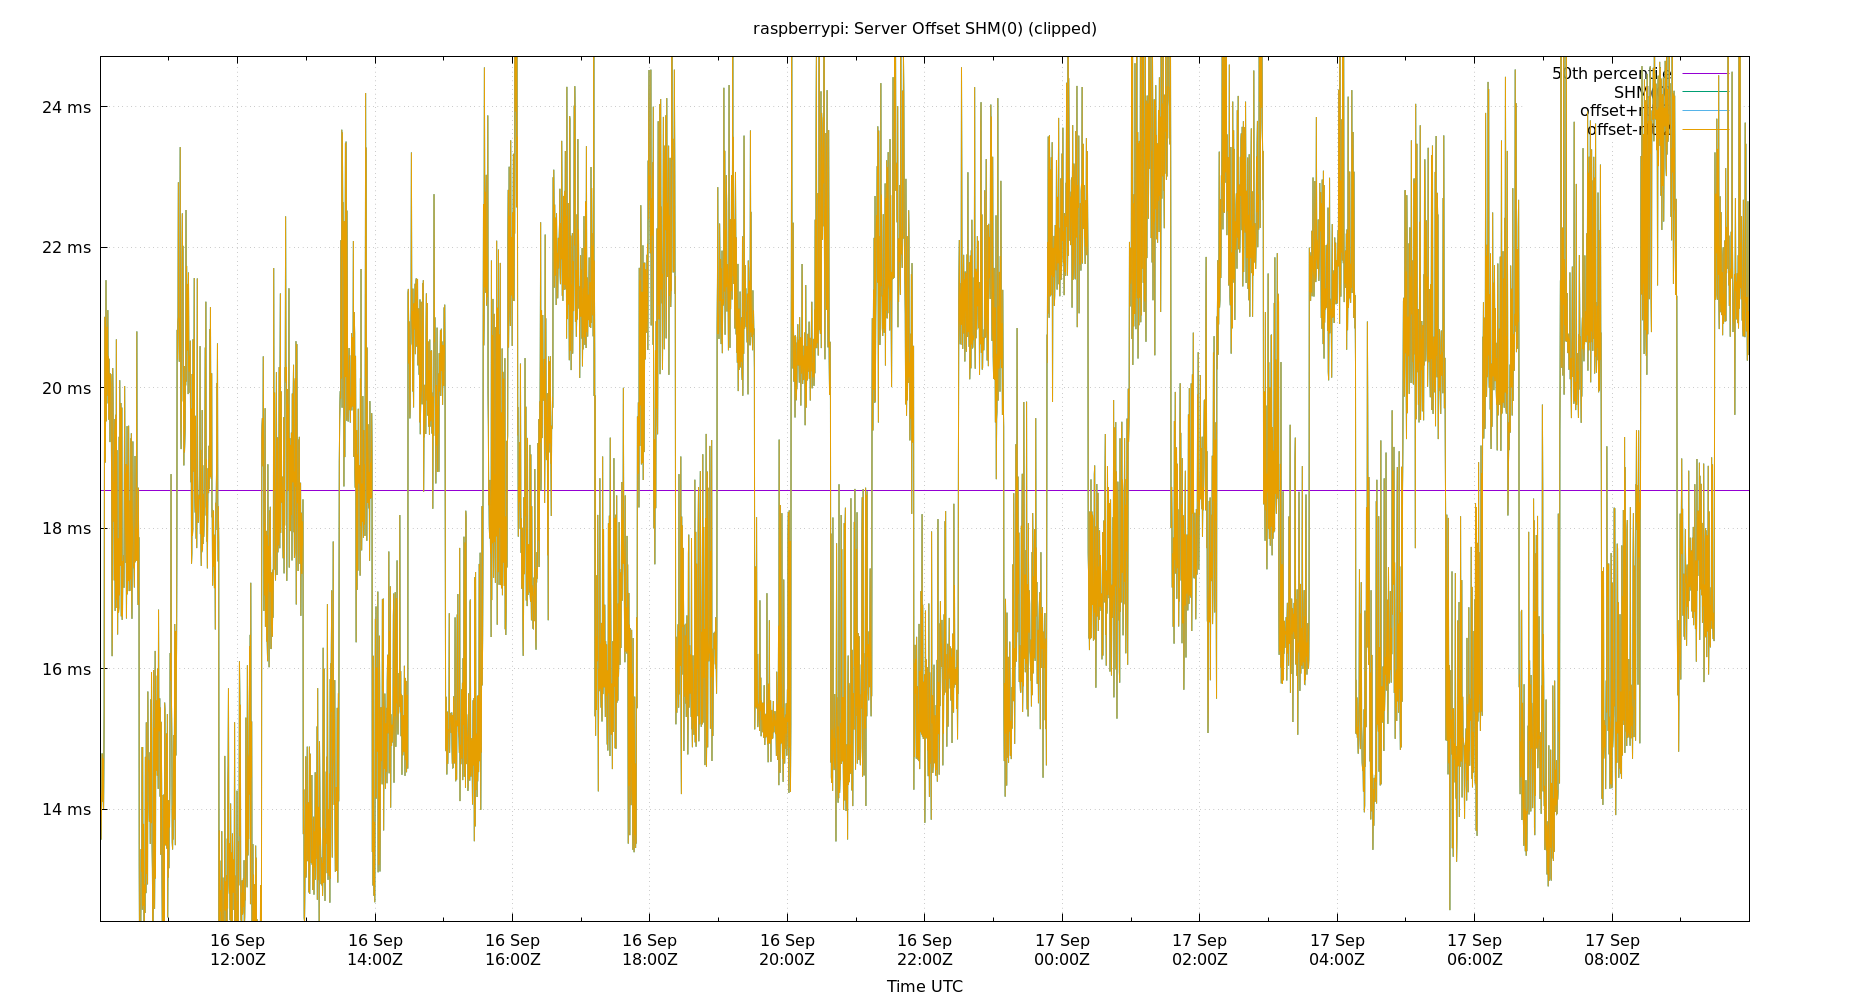 raspberrypi: Server Offset SHM(0) (clipped)
50th percentile
24 ms
22 ms
20 ms
18 ms
16 ms
14 ms
16 Sep 16 Sep 16 Sep 16 Sep 16 Sep 16 Sep 17 Sep 17 Sep 17 Sep 17 Sep 17 Sep
12:00Z 14:00Z 16:00Z 18:00Z 20:00Z 22:00Z 00:00Z 02:00Z 04:00Z 06:00Z 08:00Z
Time UTC